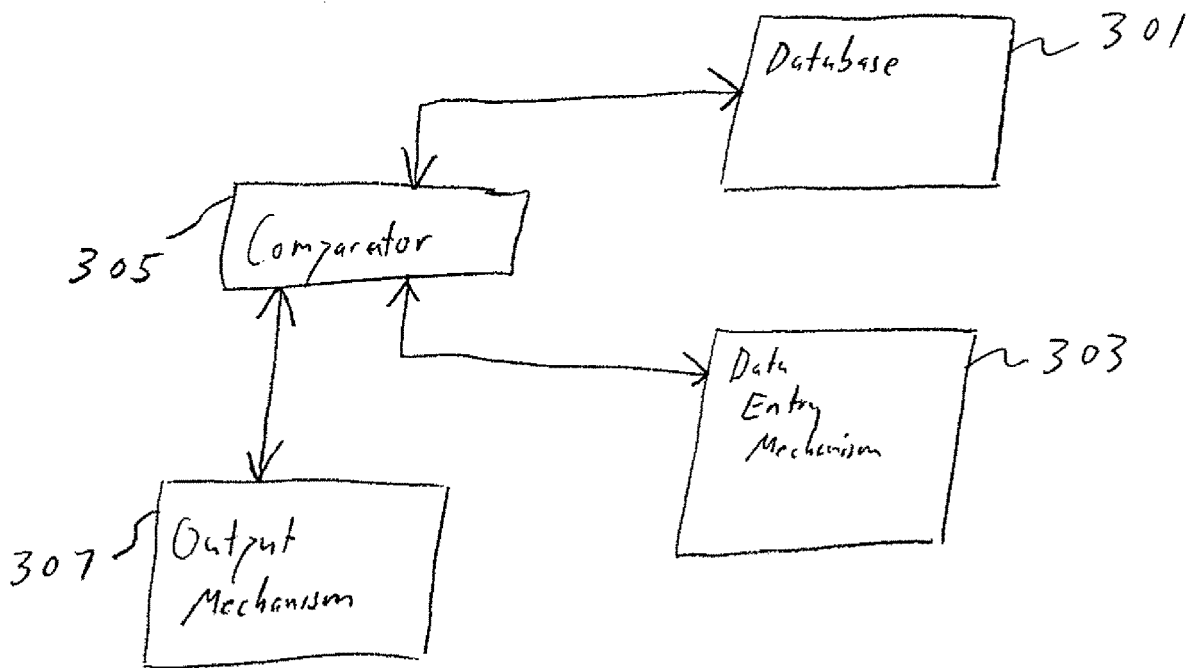 301
Database
Comparator
305
303
Data
Entry
Mechanism
307
Output
Mechanism